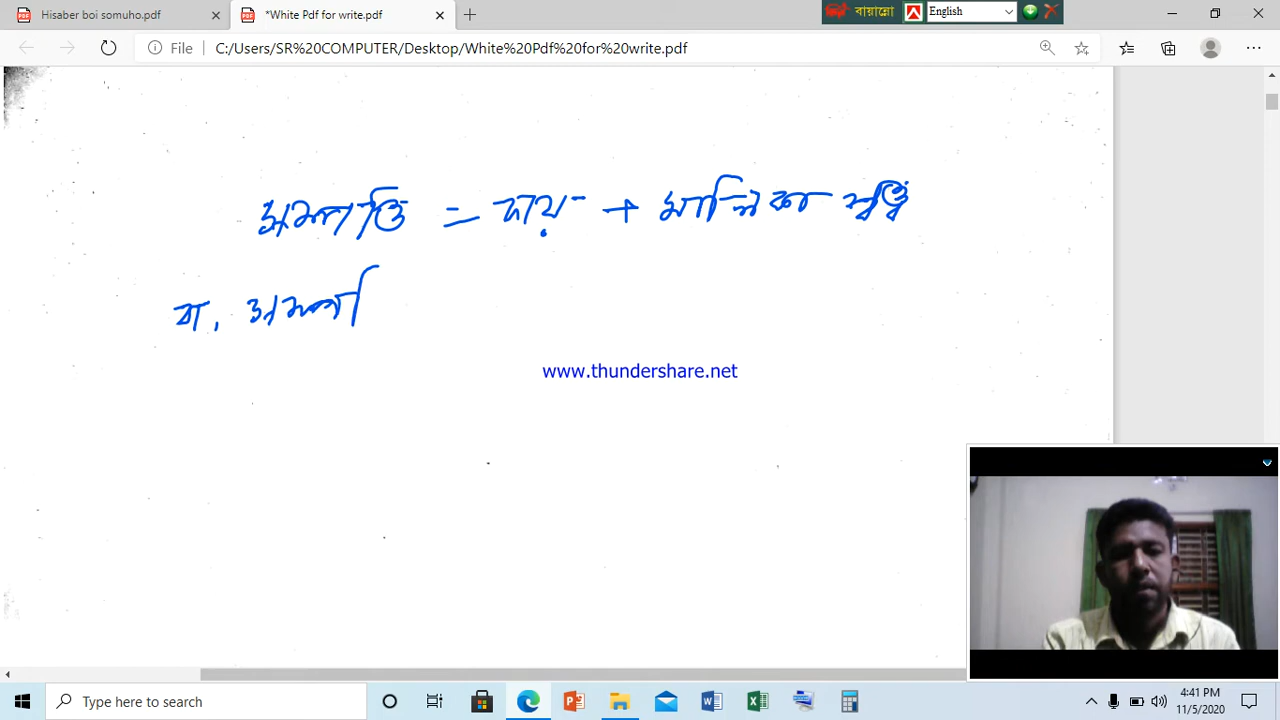 Hisaber boi somuho.pdf
*White Pdf for write.pdf
বায়ান্নো
English
File
C:/Users/SR%20COMPUTER/Desktop/White%20Pdf%20for%20write.pdf
সম্পত্তি = দায় + মালিকানা স্বত্ত্ব
বা, সম্পা
www.thundershare.net
Type here to search
4:41 PM
11/5/2020